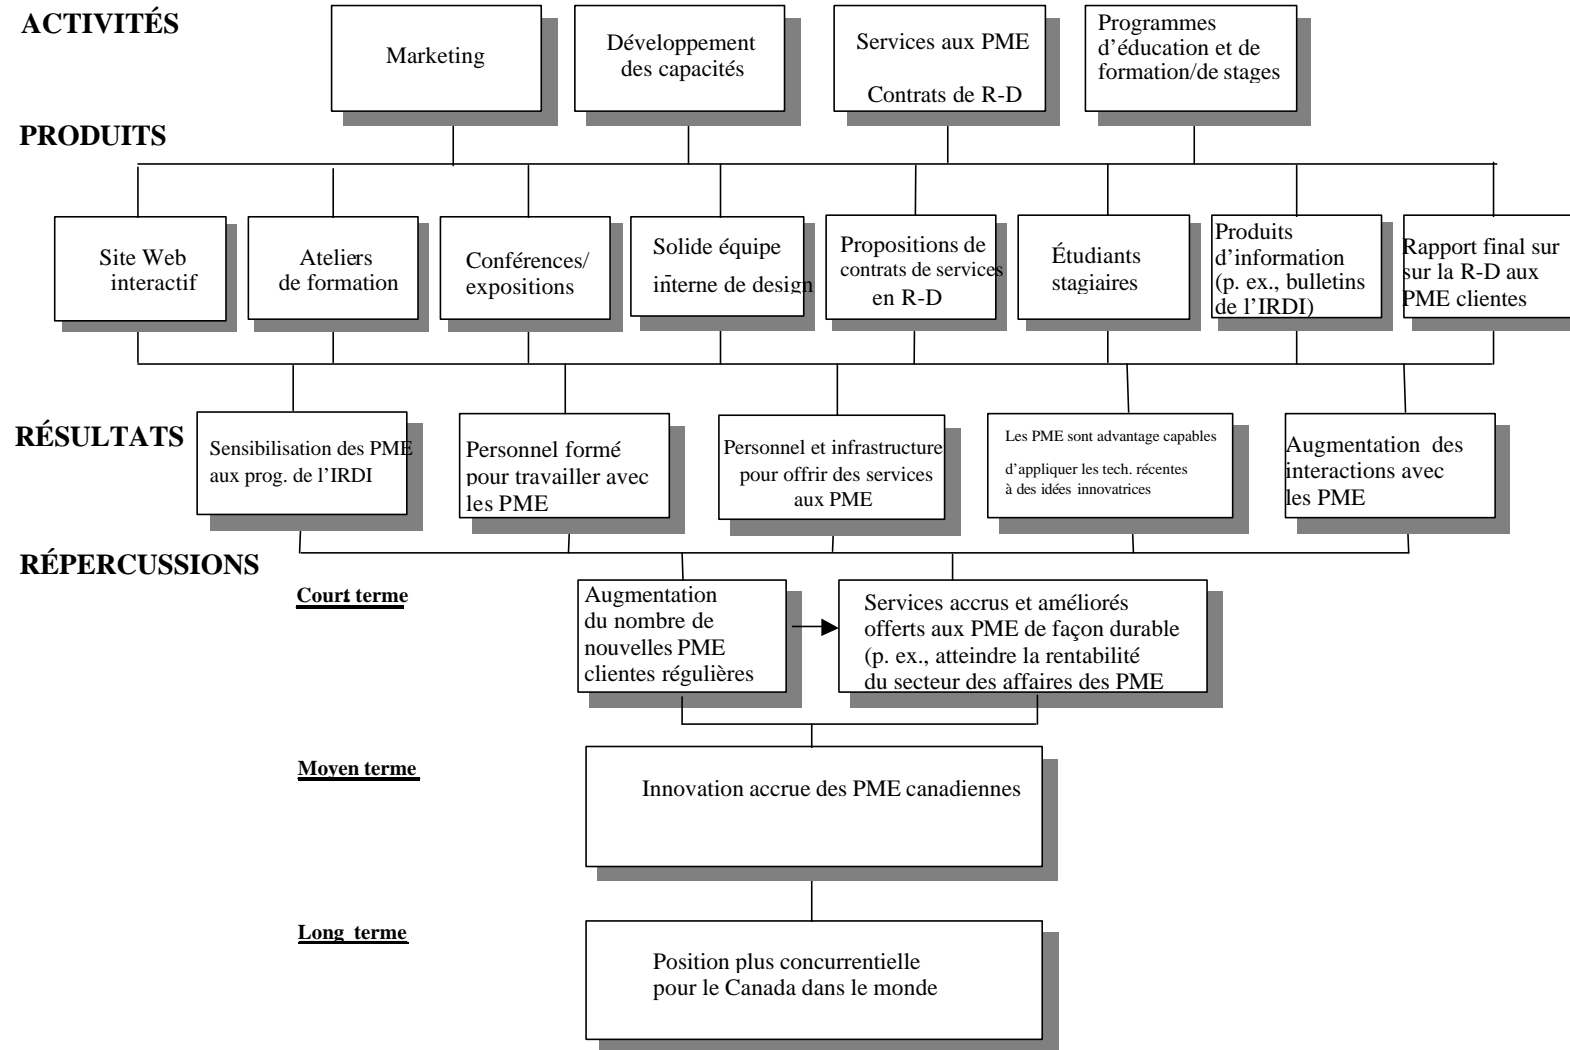 ACTIVITÉS
Marketing
Développement
des capacités
Services aux PME
Contrats de R-D
Programmes
d’éducation et de
formation/de stages
PRODUITS
Site Web
interactif
Ateliers
de formation
Conférences/
expositions
Solide équipe
interne de design
Propositions de
contrats de services
en R-D
Étudiants
stagiaires
Produits
d’information
(p. ex., bulletins
de l’IRDI)
Rapport final sur
sur la R-D aux
PME clientes
RÉSULTATS
Sensibilisation des PME
aux prog. de l’IRDI
Personnel formé
pour travailler avec
les PME
Personnel et infrastructure
pour offrir des services
aux PME
Les PME sont advantage capables
d’appliquer les tech. récentes
à des idées innovatrices
Augmentation des
interactions avec
les PME
RÉPERCUSSIONS
Court terme
Augmentation
du nombre de
nouvelles PME
clientes régulières
Services accrus et améliorés
offerts aux PME de façon durable
(p. ex., atteindre la rentabilité
du secteur des affaires des PME
Moyen terme
Innovation accrue des PME canadiennes
Long terme
Position plus concurrentielle
pour le Canada dans le monde